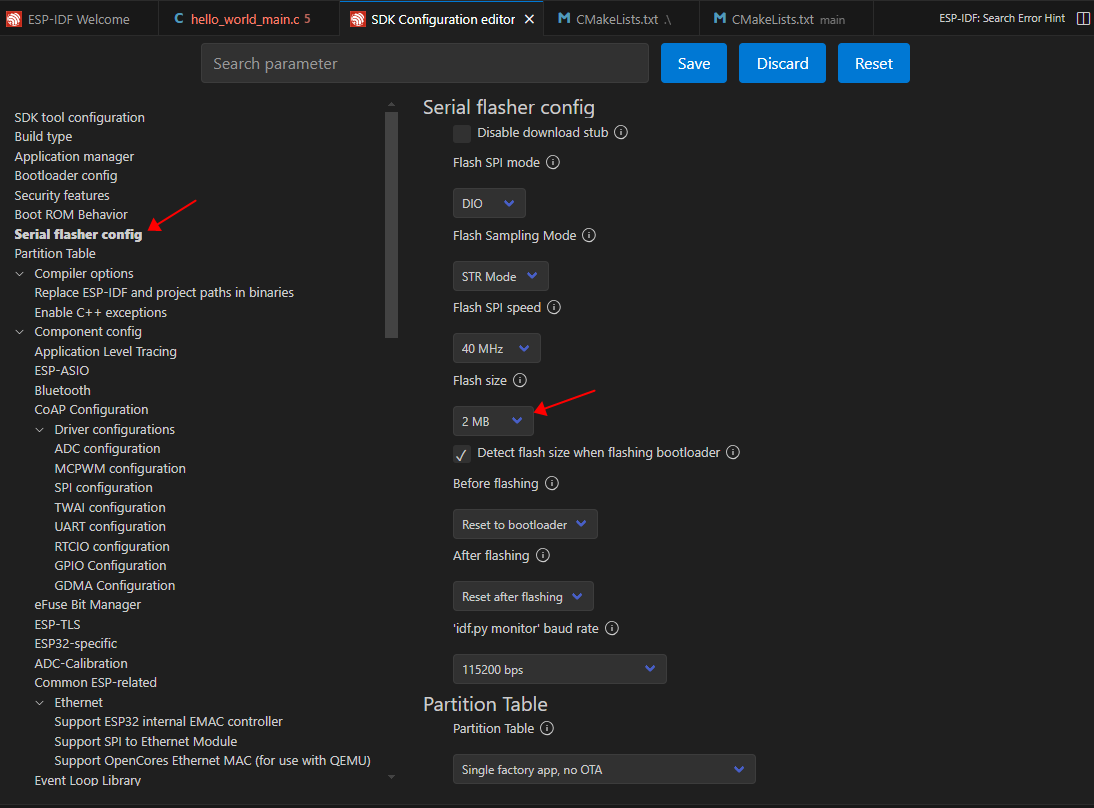 ESP-IDF Welcome
C hello_world_main.c 5
SDK Configuration editor
M CMakeLists.txt .\
M CMakeLists.txt main
ESP-IDF: Search Error Hint
Search parameter
Save
Discard
Reset
SDK tool configuration
Build type
Application manager
Bootloader config
Security features
Boot ROM Behavior
Serial flasher config
Partition Table
Compiler options
Replace ESP-IDF and project paths in binaries
Enable C++ exceptions
Component config
Application Level Tracing
ESP-ASIO
Bluetooth
CoAP Configuration
Driver configurations
ADC configuration
MCPWM configuration
SPI configuration
TWAI configuration
UART configuration
RTCIO configuration
GPIO Configuration
GDMA Configuration
eFuse Bit Manager
ESP-TLS
ESP32-specific
ADC-Calibration
Common ESP-related
Ethernet
Support ESP32 internal EMAC controller
Support SPI to Ethernet Module
Support OpenCores Ethernet MAC (for use with QEMU)
Event Loop Library
Serial flasher config
Disable download stub
Flash SPI mode
DIO
Flash Sampling Mode
STR Mode
Flash SPI speed
40 MHz
Flash size
2 MB
Detect flash size when flashing bootloader
Before flashing
Reset to bootloader
After flashing
Reset after flashing
'idf.py monitor' baud rate
115200 bps
Partition Table
Partition Table
Single factory app, no OTA